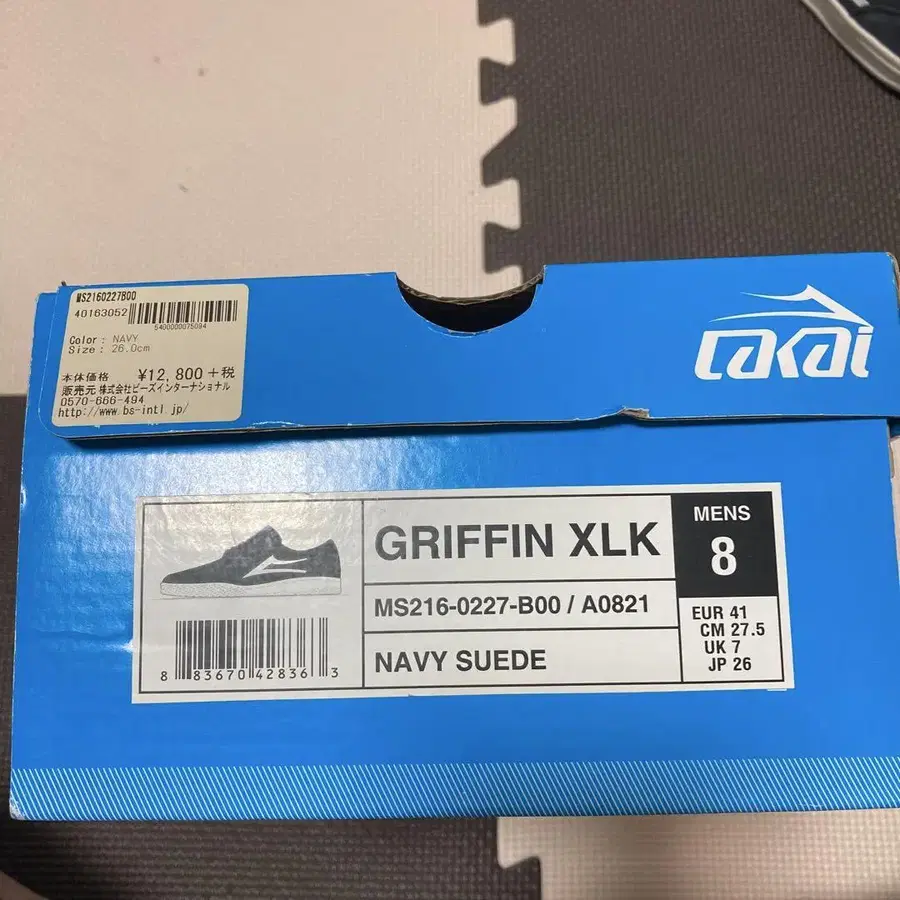 MS2160227B00
40163052
5400000075094
Color : NAVY
Size : 26.0cm
本体価格 ¥12,800+税
販売元 株式会社ビーズインターナショナル
0570-666-494
http://www.bs-intl.jp/
LAKAI
GRIFFIN XLK
MS216-0227-B00 / A0821
NAVY SUEDE
8 83670 42836 3
MENS
8
EUR 41
CM 27.5
UK 7
JP 26